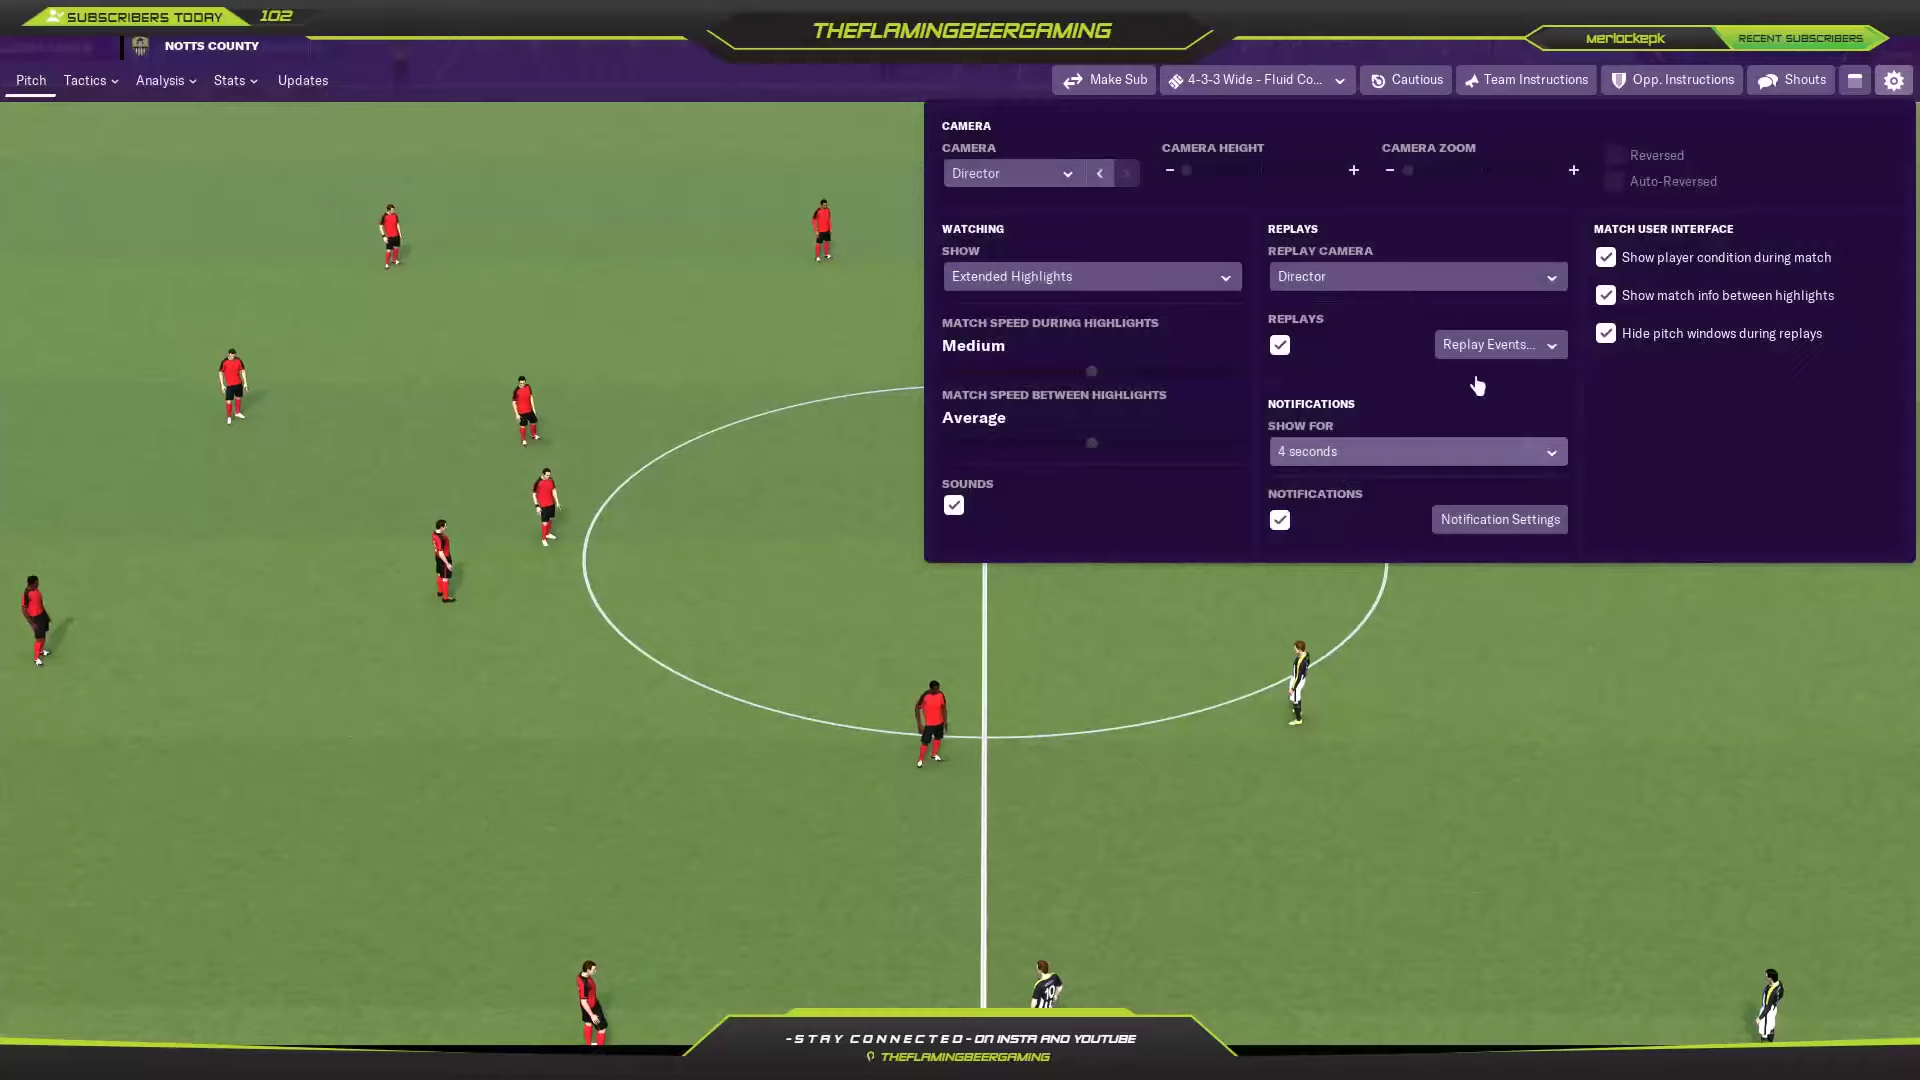 SUBSCRIBERS TODAY 102
THEFLAMINGBEERGAMING
Merlockepk RECENT SUBSCRIBERS
NOTTS COUNTY
Pitch Tactics Analysis Stats Updates
Make Sub 4-3-3 Wide - Fluid Co... Cautious Team Instructions Opp. Instructions Shouts
CAMERA
CAMERA CAMERA HEIGHT CAMERA ZOOM
Director - + - +
Reversed
Auto-Reversed
WATCHING
SHOW
Extended Highlights
MATCH SPEED DURING HIGHLIGHTS
Medium
MATCH SPEED BETWEEN HIGHLIGHTS
Average
SOUNDS
REPLAYS
REPLAY CAMERA
Director
REPLAYS
Replay Events...
NOTIFICATIONS
SHOW FOR
4 seconds
NOTIFICATIONS
Notification Settings
MATCH USER INTERFACE
Show player condition during match
Show match info between highlights
Hide pitch windows during replays
19
-STAY CONNECTED- ON INSTA AND YOUTUBE
THEFLAMINGBEERGAMING